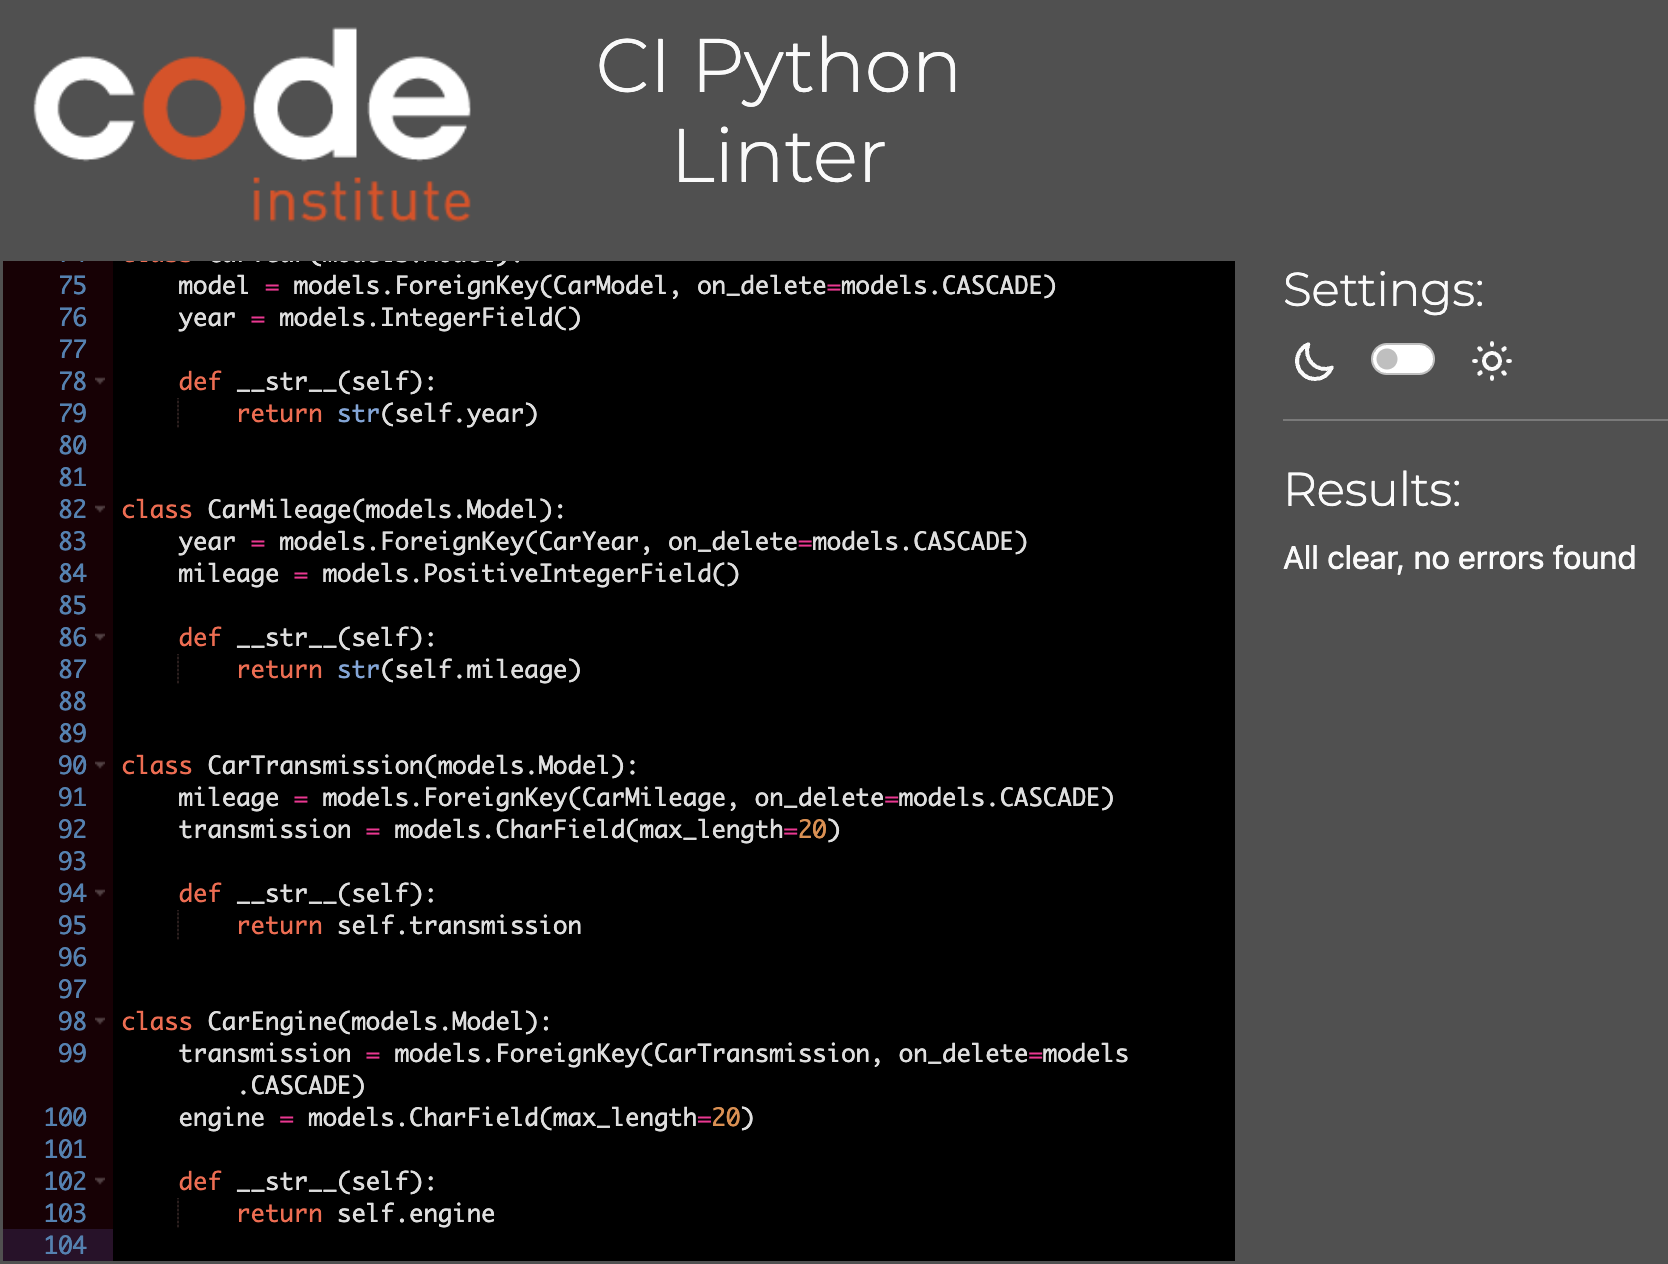 code
institute
CI Python
Linter
75 model = models.ForeignKey(CarModel, on_delete=models.CASCADE)
76 year = models.IntegerField()
77
78 def __str__(self):
79 return str(self.year)
80
81
82 class CarMileage(models.Model):
83 year = models.ForeignKey(CarYear, on_delete=models.CASCADE)
84 mileage = models.PositiveIntegerField()
85
86 def __str__(self):
87 return str(self.mileage)
88
89
90 class CarTransmission(models.Model):
91 mileage = models.ForeignKey(CarMileage, on_delete=models.CASCADE)
92 transmission = models.CharField(max_length=20)
93
94 def __str__(self):
95 return self.transmission
96
97
98 class CarEngine(models.Model):
99 transmission = models.ForeignKey(CarTransmission, on_delete=models
.CASCADE)
100 engine = models.CharField(max_length=20)
101
102 def __str__(self):
103 return self.engine
104
Settings:
Results:
All clear, no errors found